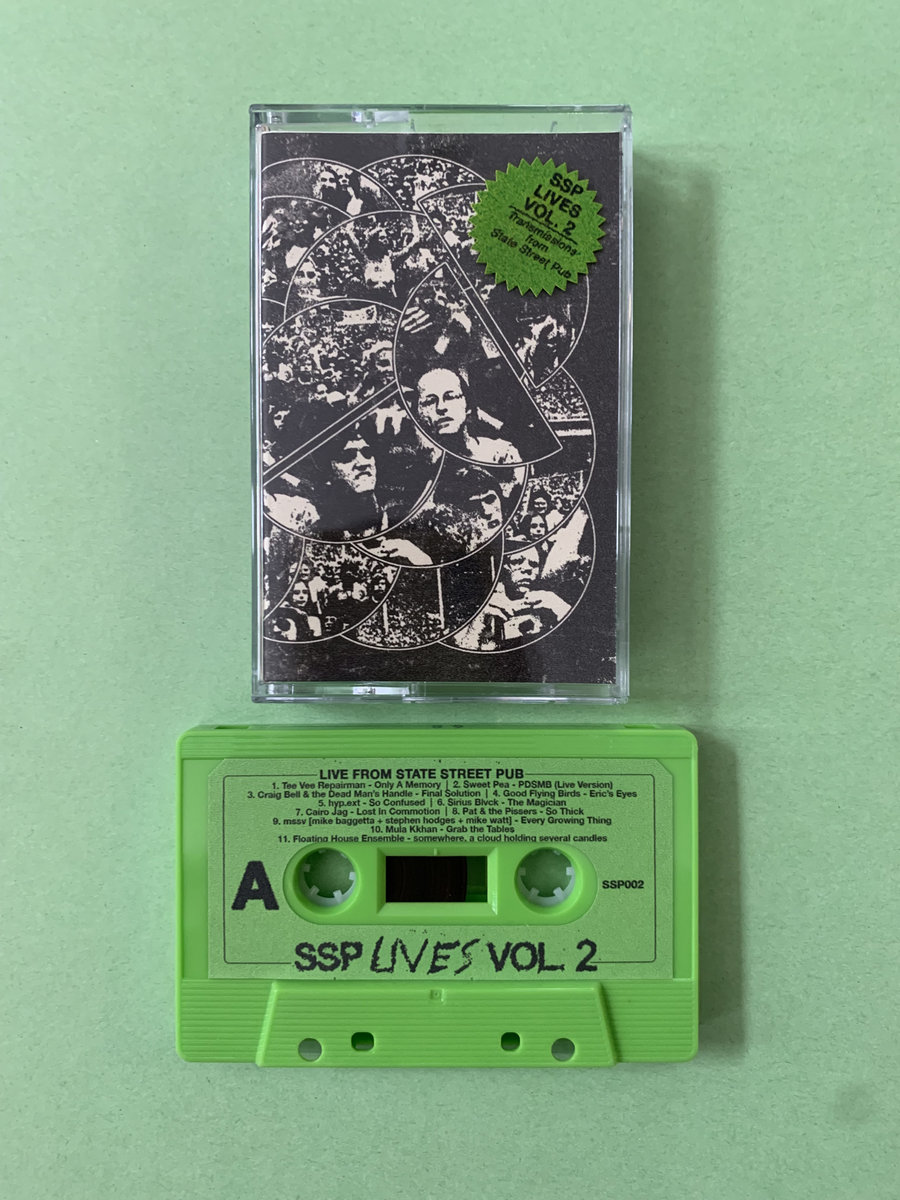 SSP
LIVES
VOL. 2
Transmissions
from
State Street Pub
LIVE FROM STATE STREET PUB
1. Tee Vee Repairman - Only A Memory | 2. Sweet Pea - PDSMB (Live Version)
3. Craig Bell & the Dead Man's Handle - Final Solution | 4. Good Flying Birds - Eric's Eyes
5. hyp.ext - So Confused | 6. Sirius Blvck - The Magician
7. Cairo Jag - Lost In Commotion | 8. Pat & the Pissers - So Thick
9. mssv [mike baggetta + stephen hodges + mike watt] - Every Growing Thing
10. Mula Kkhan - Grab the Tables
11. Floating House Ensemble - somewhere, a cloud holding several candles
A
SSP002
SSP LIVES VOL. 2